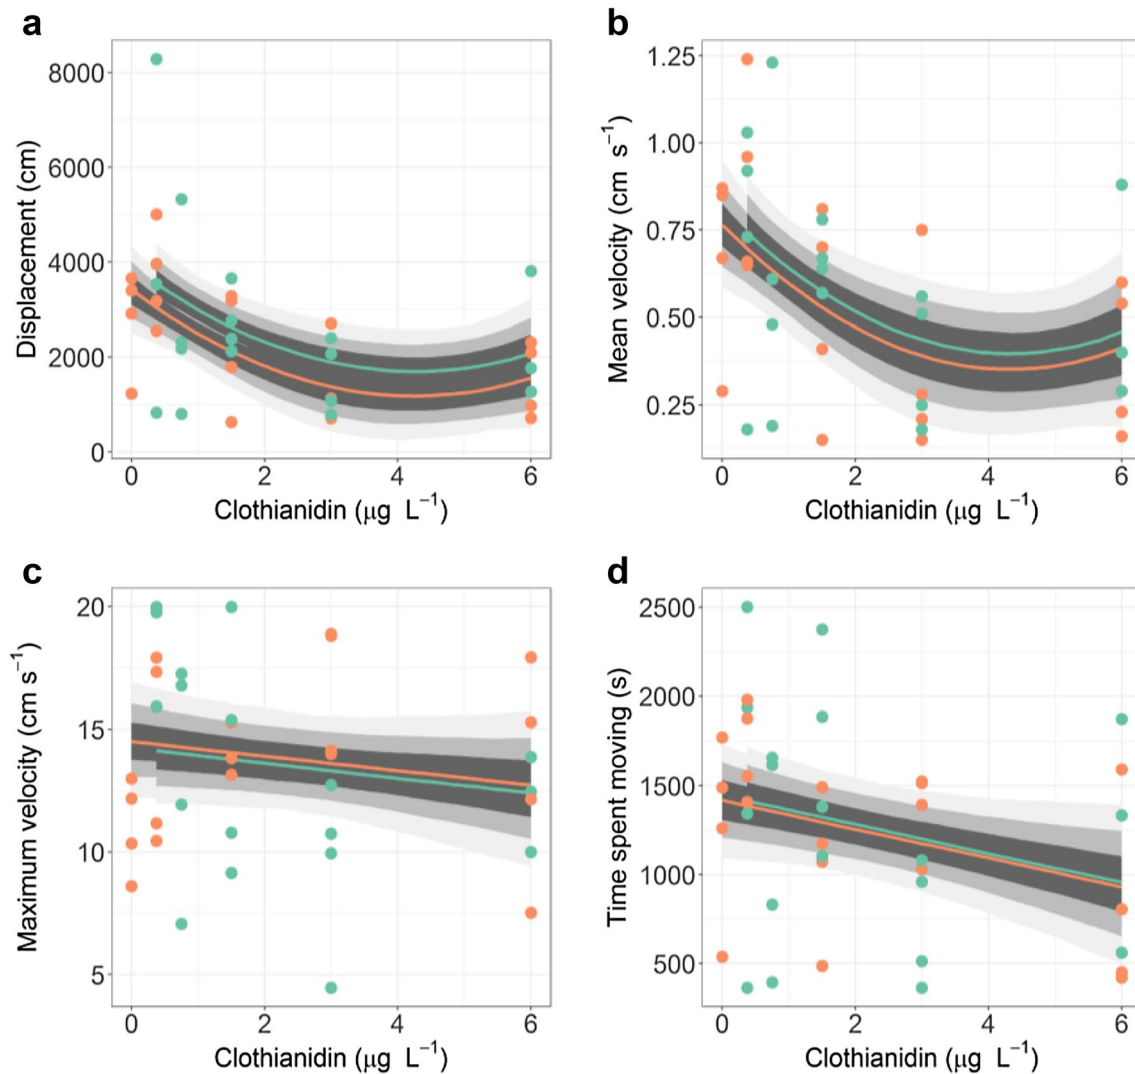 a
Displacement (cm)
8000
6000
4000
2000
0
0 2 4 6
Clothianidin (μg L⁻¹)
b
Mean velocity (cm s⁻¹)
1.25
1.00
0.75
0.50
0.25
0 2 4 6
Clothianidin (μg L⁻¹)
c
Maximum velocity (cm s⁻¹)
20
15
10
5
0 2 4 6
Clothianidin (μg L⁻¹)
d
Time spent moving (s)
2500
2000
1500
1000
500
0 2 4 6
Clothianidin (μg L⁻¹)